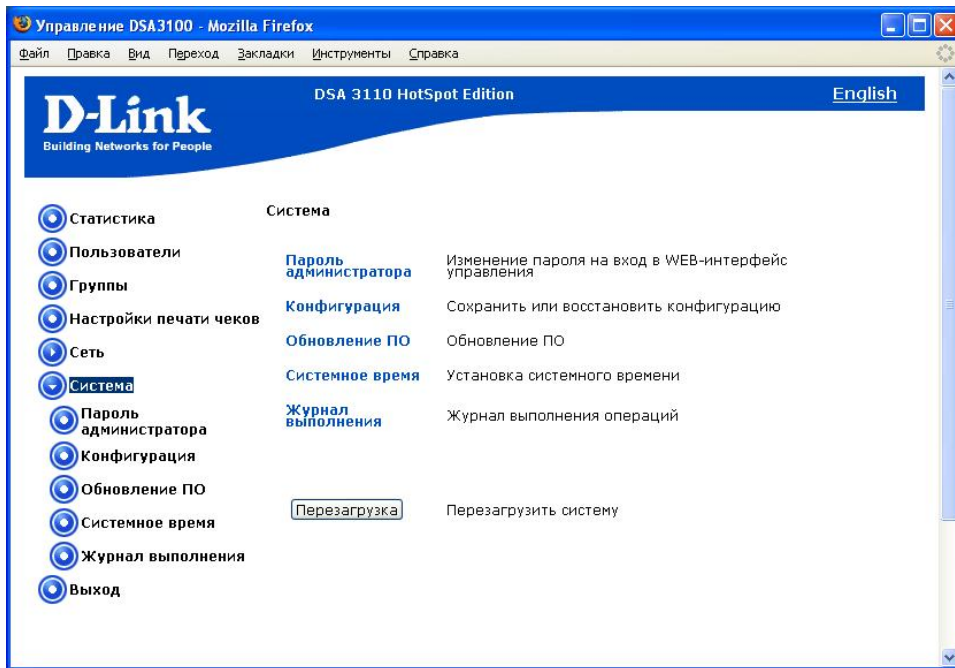 Управление DSA3100 - Mozilla Firefox
Файл Правка Вид Переход Закладки Инструменты Справка
DSA 3110 HotSpot Edition
English
D-Link
Building Networks for People
Статистика
Пользователи
Группы
Настройки печати чеков
Сеть
Система
Пароль
администратора
Конфигурация
Обновление ПО
Системное время
Журнал выполнения
Выход
Система
Пароль
администратора
Изменение пароля на вход в WEB-интерфейс
управления
Конфигурация
Сохранить или восстановить конфигурацию
Обновление ПО
Обновление ПО
Системное время
Установка системного времени
Журнал
выполнения
Журнал выполнения операций
Перезагрузка
Перезагрузить систему